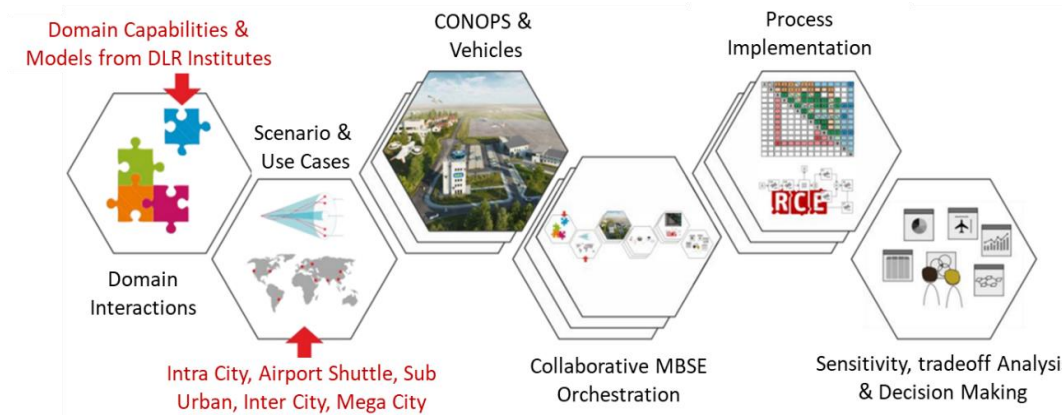 Domain Capabilities &
Models from DLR Institutes
Domain
Interactions
Scenario &
Use Cases
Intra City, Airport Shuttle, Sub
Urban, Inter City, Mega City
CONOPS &
Vehicles
Collaborative MBSE
Orchestration
Process
Implementation
RCE
Sensitivity, tradeoff Analysi
& Decision Making